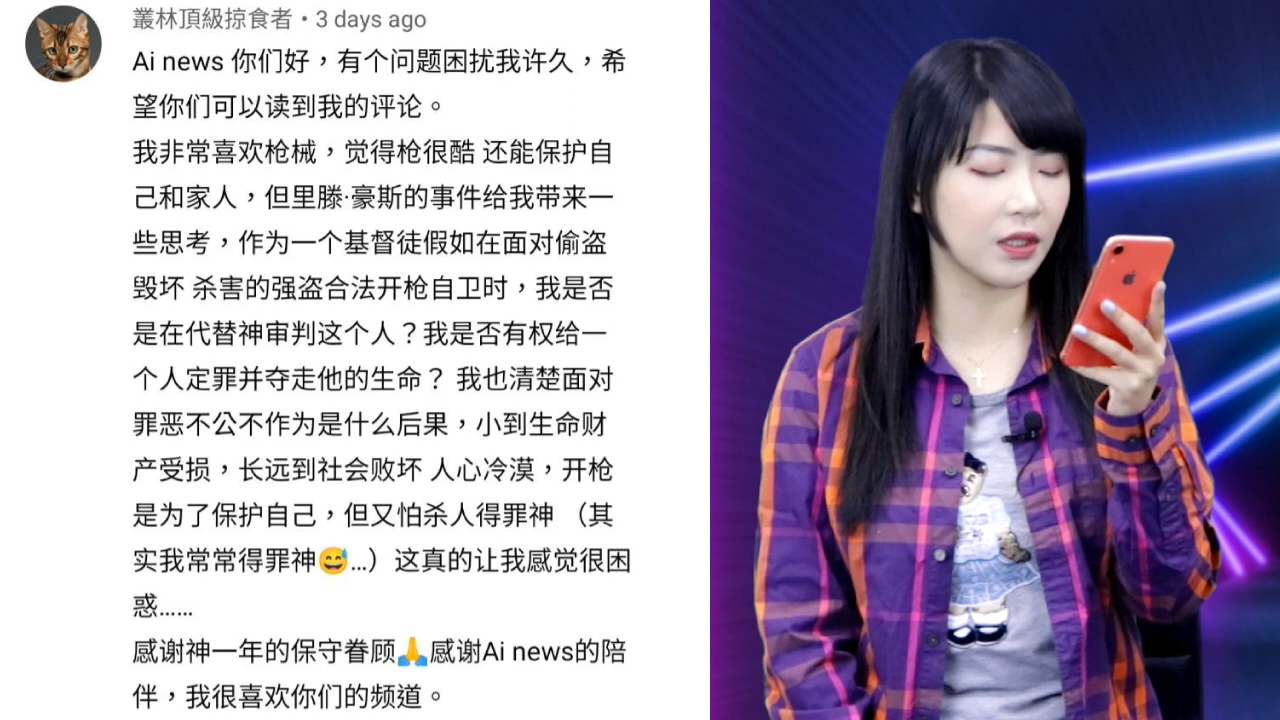 叢林頂級掠食者 • 3 days ago
Ai news 你们好，有个问题困扰我许久，希
望你们可以读到我的评论。
我非常喜欢枪械，觉得枪很酷 还能保护自
己和家人，但里滕·豪斯的事件给我带来一
些思考，作为一个基督徒假如在面对偷盗
毁坏 杀害的强盗合法开枪自卫时，我是否
是在代替神审判这个人？我是否有权给一
个人定罪并夺走他的生命？ 我也清楚面对
罪恶不公不作为是什么后果，小到生命财
产受损，长远到社会败坏 人心冷漠，开枪
是为了保护自己，但又怕杀人得罪神 （其
实我常常得罪神😅...）这真的让我感觉很困
惑......
感谢神一年的保守眷顾🙏感谢Ai news的陪
伴，我很喜欢你们的频道。